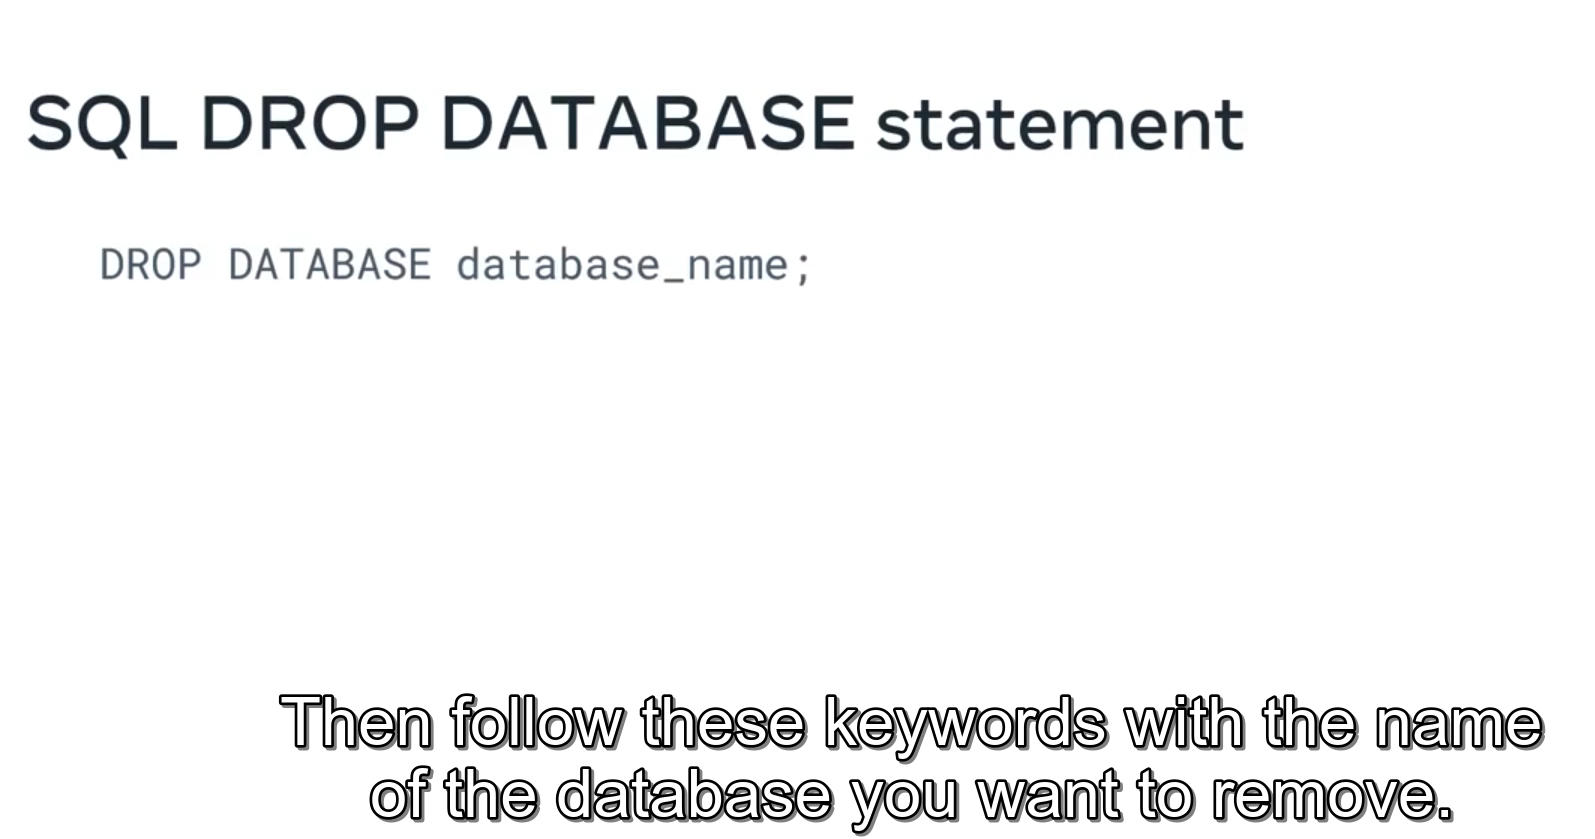 SQL DROP DATABASE statement
DROP DATABASE database_name;
Then follow these keywords with the name
of the database you want to remove.